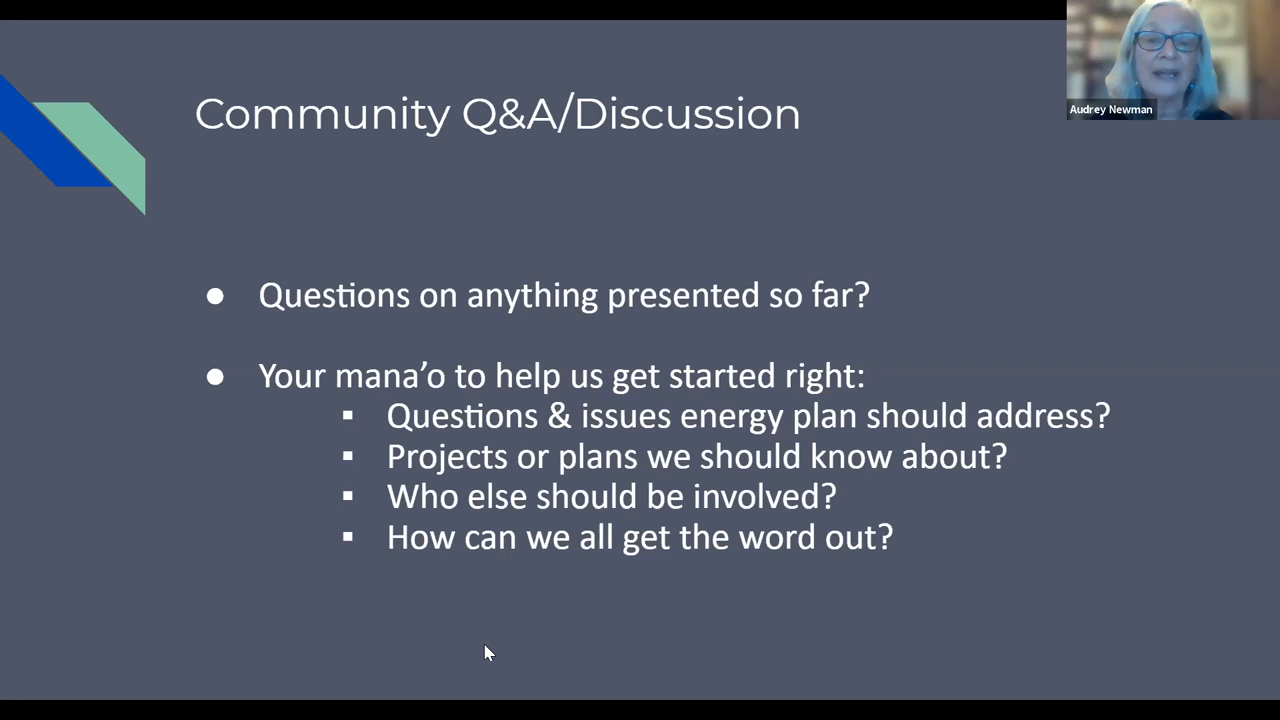 Community Q&A/Discussion
Audrey Newman
● Questions on anything presented so far?
● Your mana’o to help us get started right:
▪ Questions & issues energy plan should address?
▪ Projects or plans we should know about?
▪ Who else should be involved?
▪ How can we all get the word out?